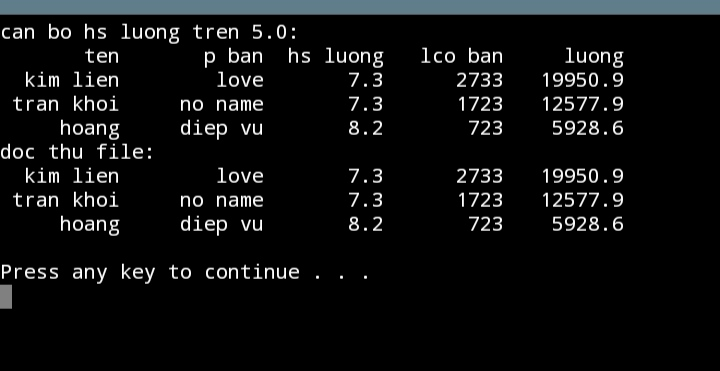 can bo hs luong tren 5.0:
ten p ban hs luong lco ban luong
kim lien love 7.3 2733 19950.9
tran khoi no name 7.3 1723 12577.9
hoang diep vu 8.2 723 5928.6
doc thu file:
kim lien love 7.3 2733 19950.9
tran khoi no name 7.3 1723 12577.9
hoang diep vu 8.2 723 5928.6
Press any key to continue . . .